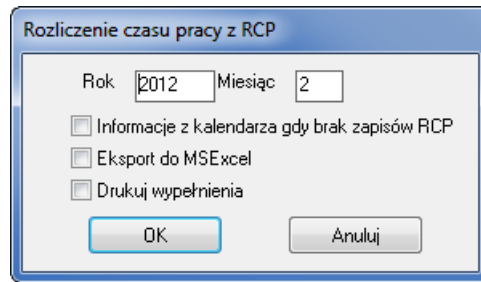 Rozliczenie czasu pracy z RCP
Rok 2012 Miesiąc 2
Informacje z kalendarza gdy brak zapisów RCP
Eksport do MSExcel
Drukuj wypełnienia
OK Anuluj